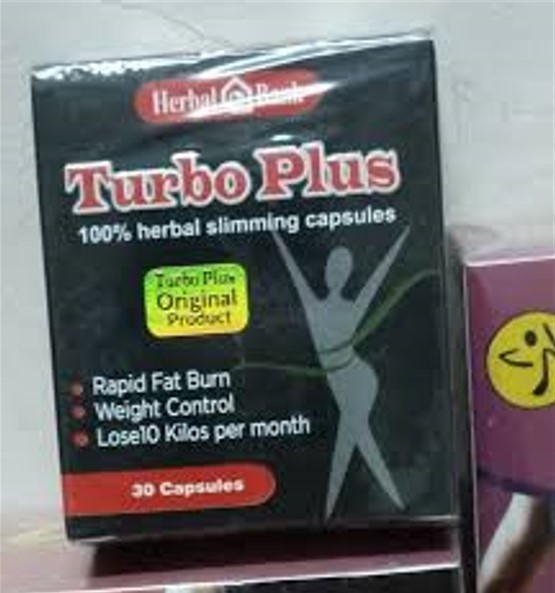 Herbal Bank
Turbo Plus
100% herbal slimming capsules
Turbo Plus
Original
Product
Rapid Fat Burn
Weight Control
Lose10 Kilos per month
30 Capsules